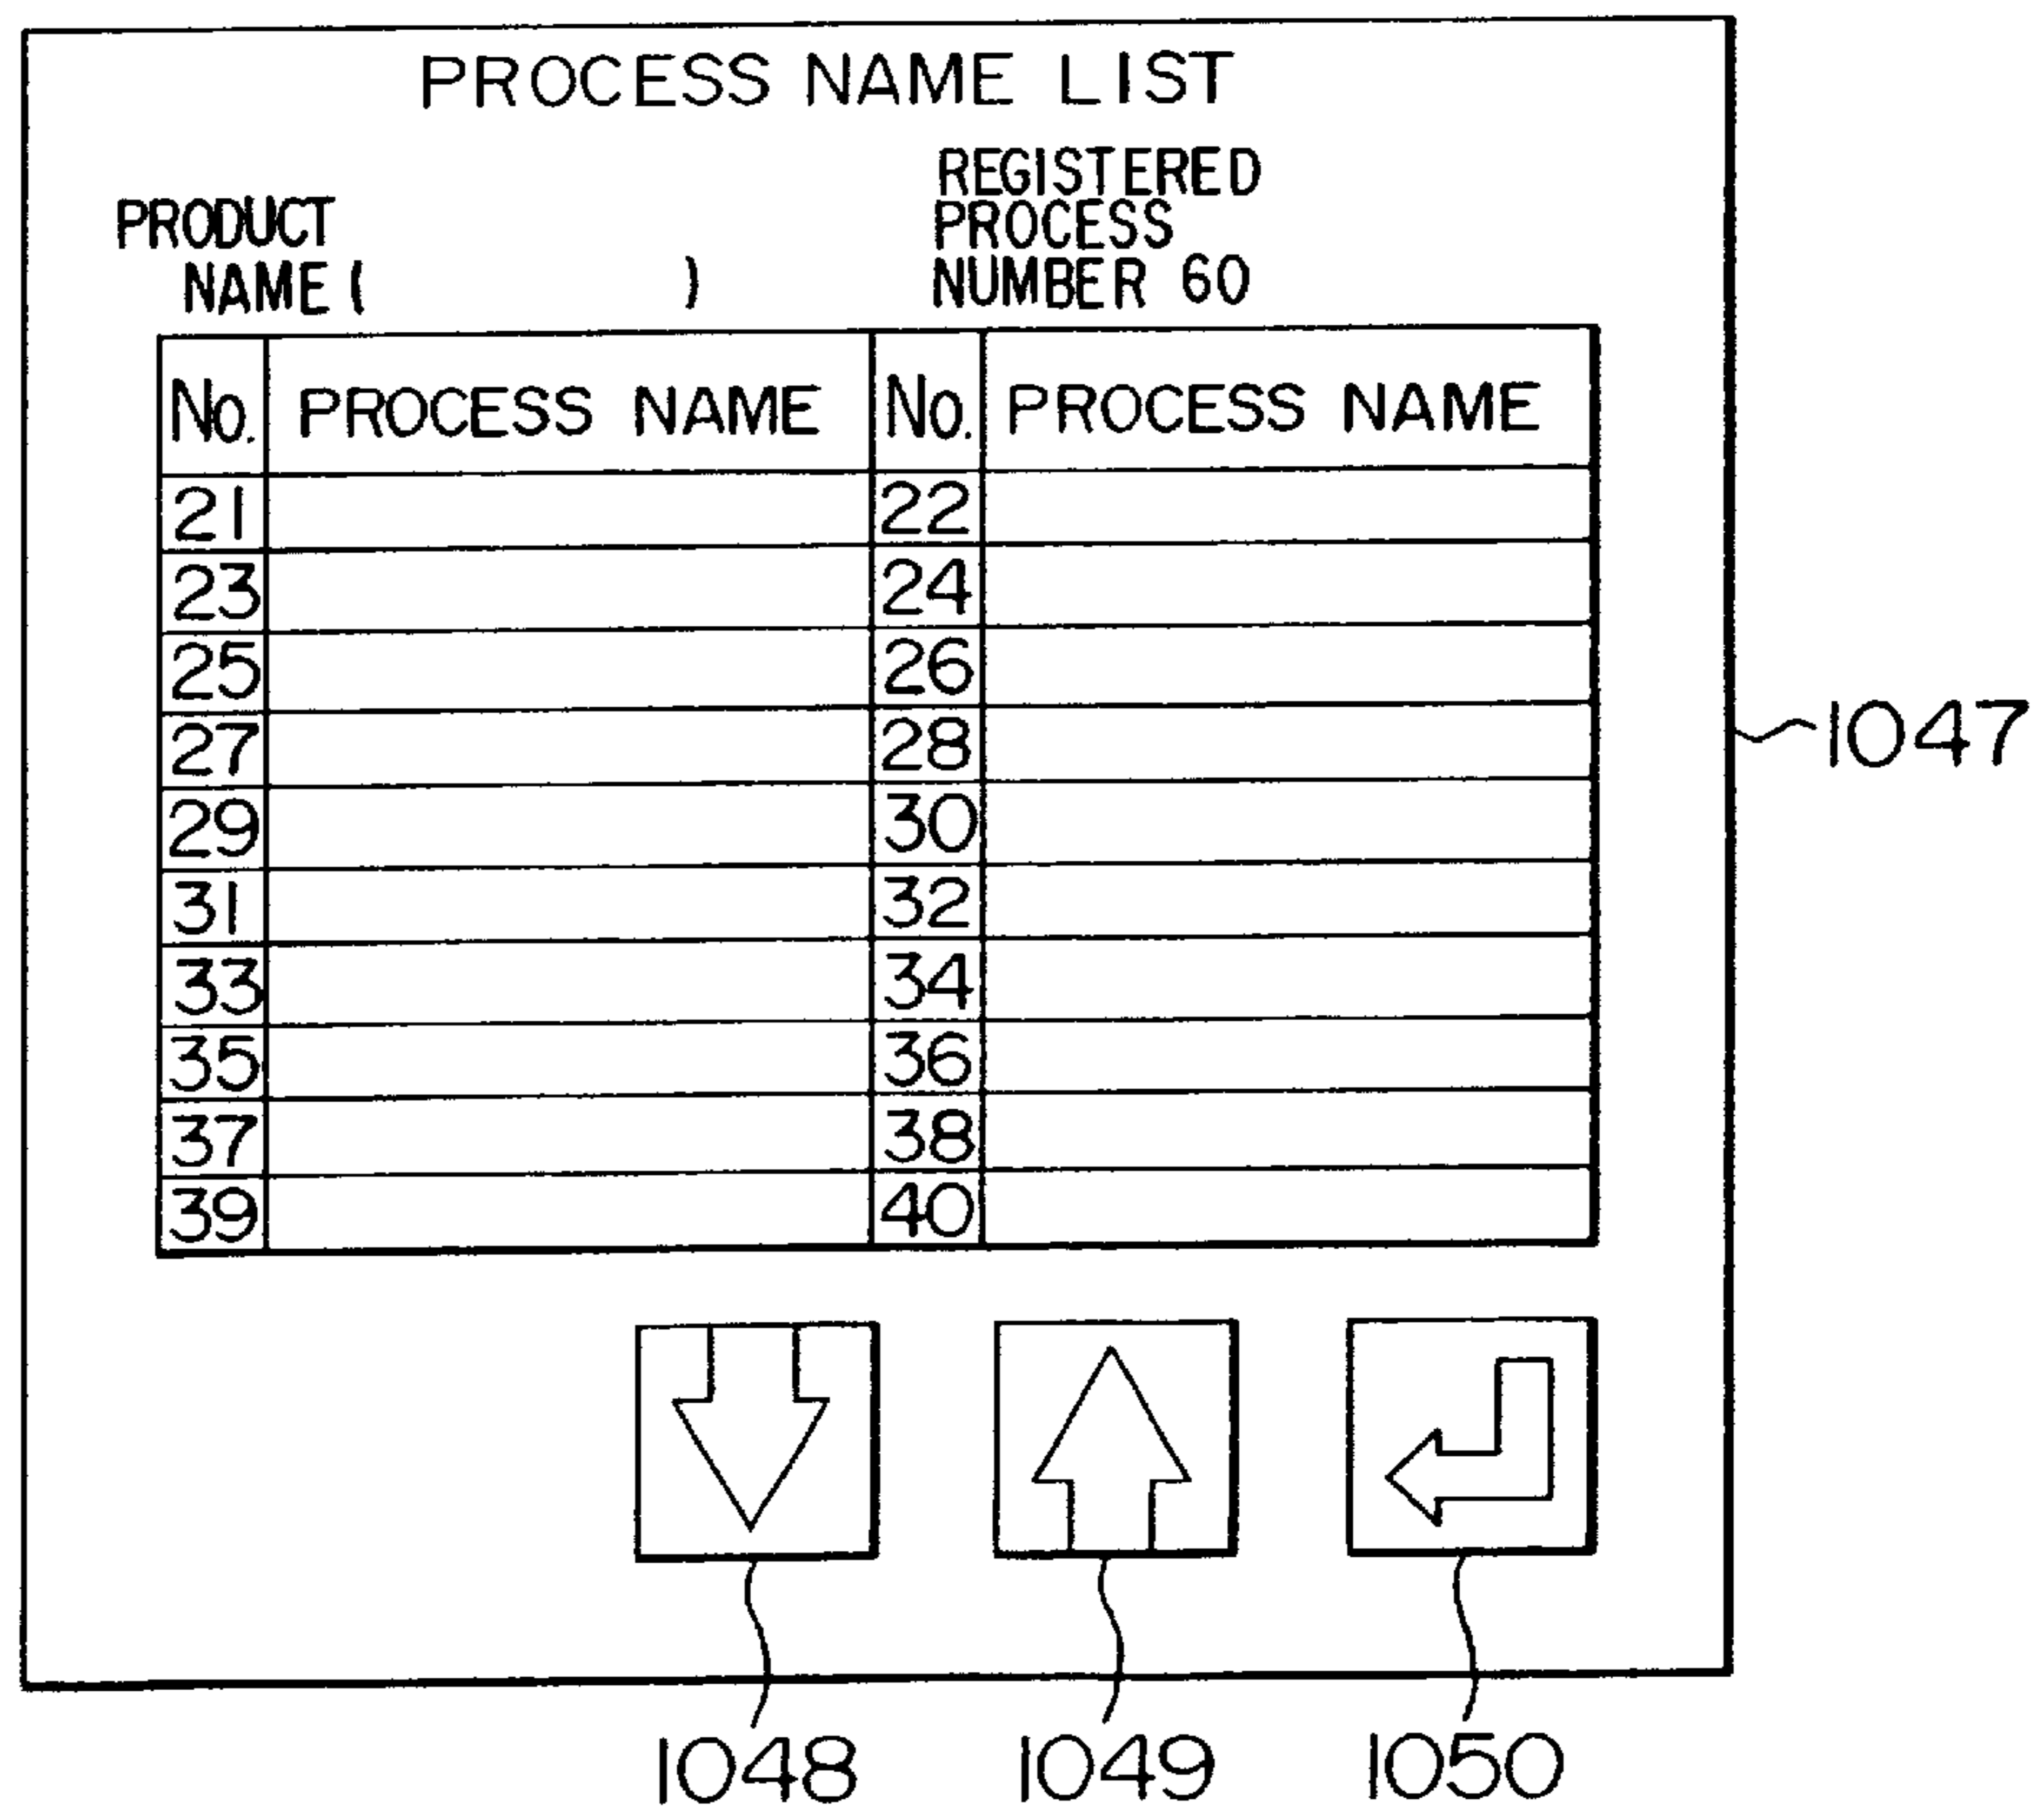 PROCESS NAME LIST
REGISTERED
PRODUCT PROCESS
NAME ( ) NUMBER 60
No. PROCESS NAME No. PROCESS NAME
21 22
23 24
25 26
27 28
29 30
31 32
33 34
35 36
37 38
39 40
1047
1048 1049 1050